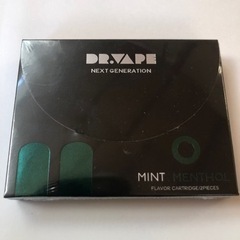 DR.VAPE
NEXT GENERATION
MINT MENTHOL
FLAVOR CARTRIDGE/2PIECES